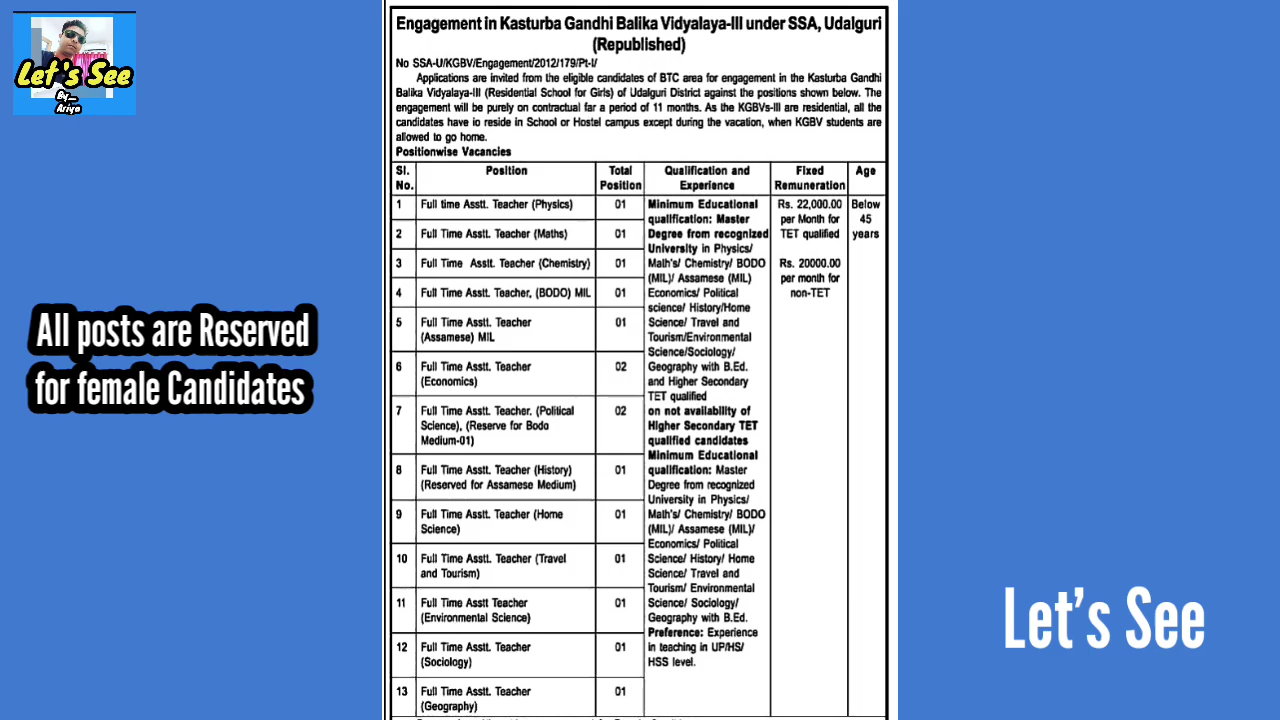 Let's See
By...
Ariya
All posts are Reserved
for female Candidates
Engagement in Kasturba Gandhi Balika Vidyalaya-III under SSA, Udalguri
(Republished)
No SSA-U/KGBV/Engagement/2012/179/Pt-I/
Applications are invited from the eligible candidates of BTC area for engagement in the Kasturba Gandhi
Balika Vidyalaya-III (Residential School for Girls) of Udalguri District against the positions shown below. The
engagement will be purely on contractual far a period of 11 months. As the KGBVs-III are residential, all the
candidates have io reside in School or Hostel campus except during the vacation, when KGBV students are
allowed to go home.
Positionwise Vacancies
Sl. No. Position Total Position Qualification and Experience Fixed Remuneration Age
1 Full time Asstt. Teacher (Physics) 01
2 Full Time Asstt. Teacher (Maths) 01
3 Full Time Asstt. Teacher (Chemistry) 01
4 Full Time Asstt. Teacher, (BODO) MIL 01
5 Full Time Asstt. Teacher 01
(Assamese) MIL
6 Full Time Asstt. Teacher 02
(Economics)
7 Full Time Asstt. Teacher. (Political 02
Science), (Reserve for Bodo
Medium-01)
8 Full Time Asstt. Teacher (History) 01
(Reserved for Assamese Medium)
9 Full Time Asstt. Teacher (Home 01
Science)
10 Full Time Asstt. Teacher (Travel 01
and Tourism)
11 Full Time Asstt Teacher 01
(Environmental Science)
12 Full Time Asstt. Teacher 01
(Sociology)
13 Full Time Asstt. Teacher 01
(Geography)
Minimum Educational
qualification: Master
Degree from recognized
University in Physics/
Math's/ Chemistry/ BODO
(MIL)/ Assamese (MIL)
Economics/ Political
science/ History/Home
Science/ Travel and
Tourism/Environmental
Science/Sociology/
Geography with B.Ed.
and Higher Secondary
TET qualified
on not availability of
Higher Secondary TET
qualified candidates
Minimum Educational
qualification: Master
Degree from recognized
University in Physics/
Math's/ Chemistry/ BODO
(MIL)/ Assamese (MIL)/
Economics/ Political
Science/ History/ Home
Science/ Travel and
Tourism/ Environmental
Science/ Sociology/
Geography with B.Ed.
Preference: Experience
in teaching in UP/HS/
HSS level.
Rs. 22,000.00
per Month for
TET qualified
Rs. 20000.00
per month for
non-TET
Below
45
years
Let's See